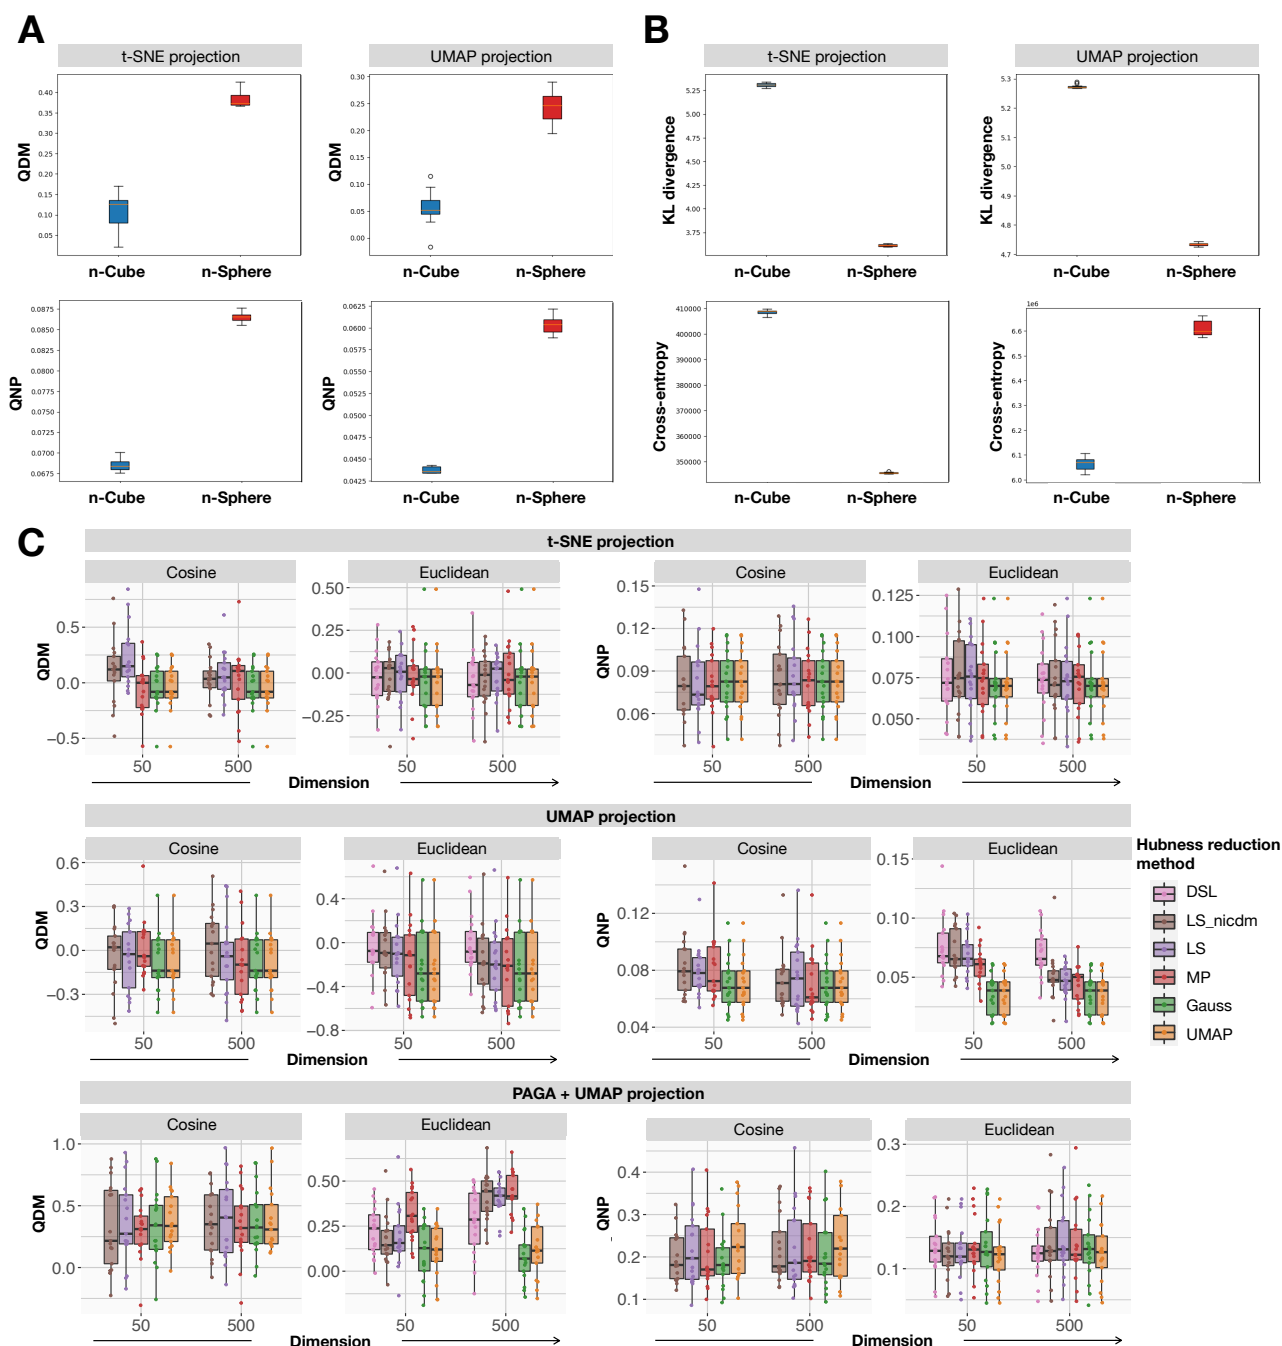 A
B
t-SNE projection
UMAP projection
t-SNE projection
UMAP projection
QDM
0.40
0.35
0.30
0.25
0.20
0.15
0.10
0.05
n-Cube n-Sphere
QDM
0.30
0.25
0.20
0.15
0.10
0.05
0.00
n-Cube n-Sphere
KL divergence
5.25
5.00
4.75
4.50
4.25
4.00
3.75
n-Cube n-Sphere
KL divergence
5.3
5.2
5.1
5.0
4.9
4.8
4.7
n-Cube n-Sphere
QNP
0.0875
0.0850
0.0825
0.0800
0.0775
0.0750
0.0725
0.0700
0.0675
n-Cube n-Sphere
QNP
0.0625
0.0600
0.0575
0.0550
0.0525
0.0500
0.0475
0.0450
0.0425
n-Cube n-Sphere
Cross-entropy
410000
400000
390000
380000
370000
360000
350000
n-Cube n-Sphere
Cross-entropy
1e6
6.6
6.5
6.4
6.3
6.2
6.1
6.0
n-Cube n-Sphere
C
t-SNE projection
Cosine
Euclidean
Cosine
Euclidean
QDM
0.5
0.0
−0.5
0.50
0.25
0.00
−0.25
QNP
0.15
0.12
0.09
0.06
0.125
0.100
0.075
0.050
50 500 50 500 50 500 50 500
Dimension
Dimension
UMAP projection
Cosine
Euclidean
Cosine
Euclidean
QDM
0.6
0.3
0.0
−0.3
0.4
0.0
−0.4
−0.8
QNP
0.12
0.08
0.04
0.15
0.10
0.05
50 500 50 500 50 500 50 500
Dimension
Dimension
Hubness reduction
method
DSL
LS_nicdm
LS
MP
Gauss
UMAP
PAGA + UMAP projection
Cosine
Euclidean
Cosine
Euclidean
QDM
1.0
0.5
0.0
0.50
0.25
0.00
QNP
0.4
0.3
0.2
0.1
0.3
0.2
0.1
50 500 50 500 50 500 50 500
Dimension
Dimension